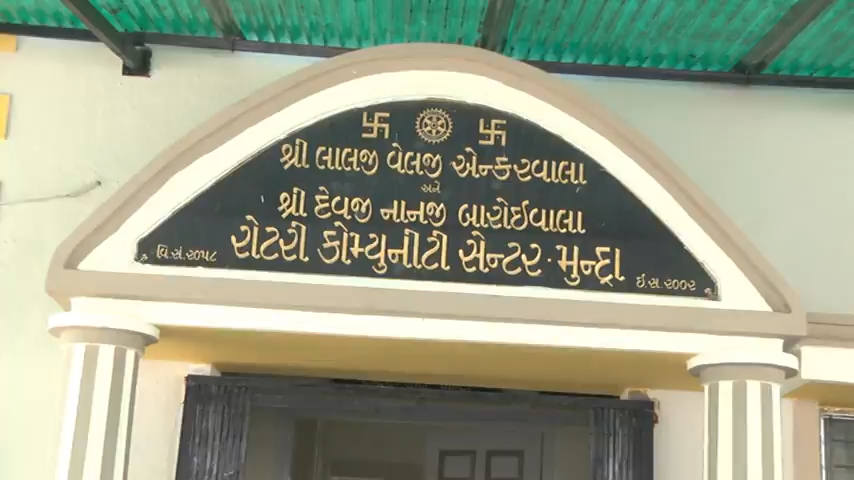 શ્રી લાલજી વેલજી એન્કરવાલા
અને
શ્રી દેવજી નાનજી બારોઈવાલા
રોટરી કોમ્યુનીટી સેન્ટર · મુન્દ્રા
વિ.સં.૨૦૫૮
ઇ.સ.૨૦૦૨